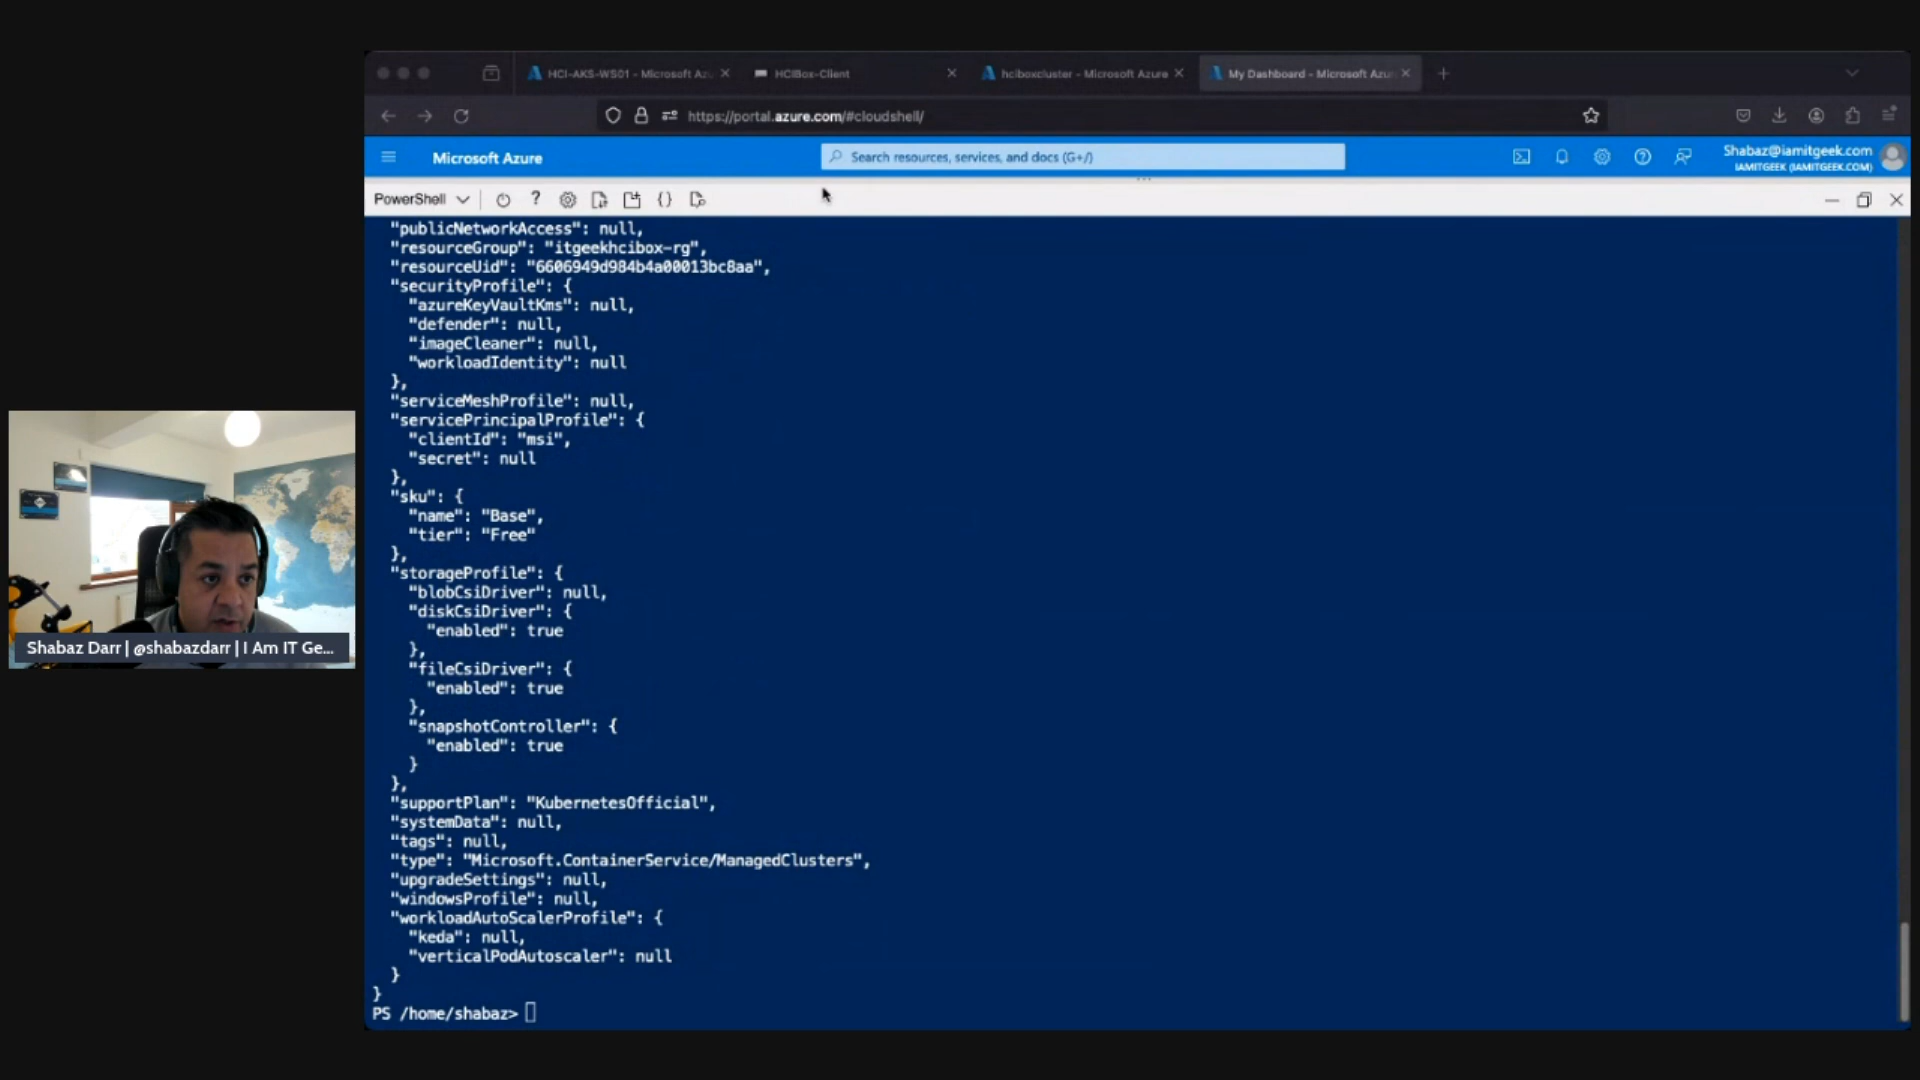 HCI-AKS-WS01 - Microsoft Az
HCIBox-Client
hciboxcluster - Microsoft Azure
My Dashboard - Microsoft Azur
https://portal.azure.com/#cloudshell/
Microsoft Azure
Search resources, services, and docs (G+/)
Shabaz@iamitgeek.com
IAMITGEEK (IAMITGEEK.COM)
PowerShell
"publicNetworkAccess": null,
"resourceGroup": "itgeekhcibox-rg",
"resourceUid": "6606949d984b4a00013bc8aa",
"securityProfile": {
"azureKeyVaultKms": null,
"defender": null,
"imageCleaner": null,
"workloadIdentity": null
},
"serviceMeshProfile": null,
"servicePrincipalProfile": {
"clientId": "msi",
"secret": null
},
"sku": {
"name": "Base",
"tier": "Free"
},
"storageProfile": {
"blobCsiDriver": null,
"diskCsiDriver": {
"enabled": true
},
"fileCsiDriver": {
"enabled": true
},
"snapshotController": {
"enabled": true
}
},
"supportPlan": "KubernetesOfficial",
"systemData": null,
"tags": null,
"type": "Microsoft.ContainerService/ManagedClusters",
"upgradeSettings": null,
"windowsProfile": null,
"workloadAutoScalerProfile": {
"keda": null,
"verticalPodAutoscaler": null
}
}
PS /home/shabaz>
Shabaz Darr | @shabazdarr | I Am IT Ge...